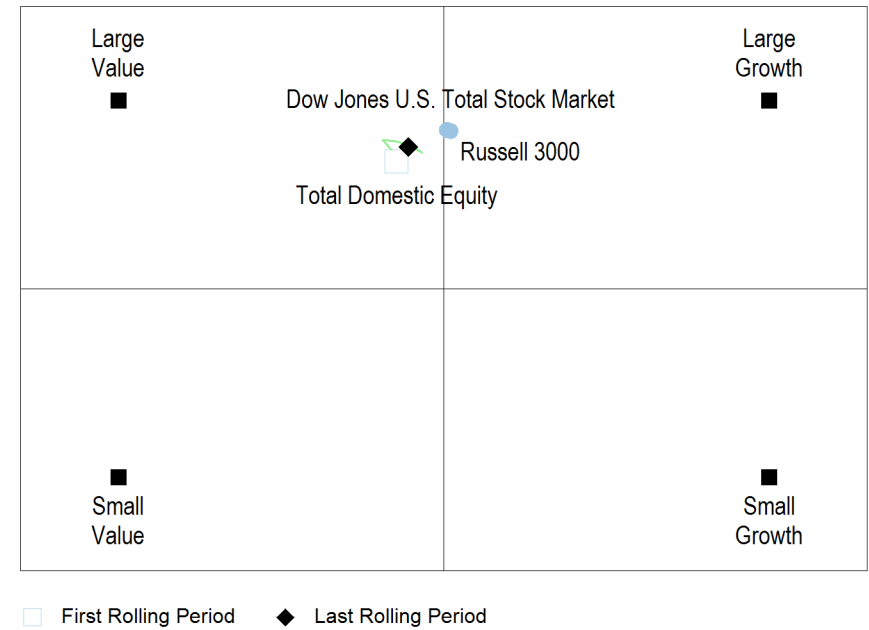 Large
Value
Large
Growth
Dow Jones U.S. Total Stock Market
Russell 3000
Total Domestic Equity
Small
Value
Small
Growth
First Rolling Period
Last Rolling Period